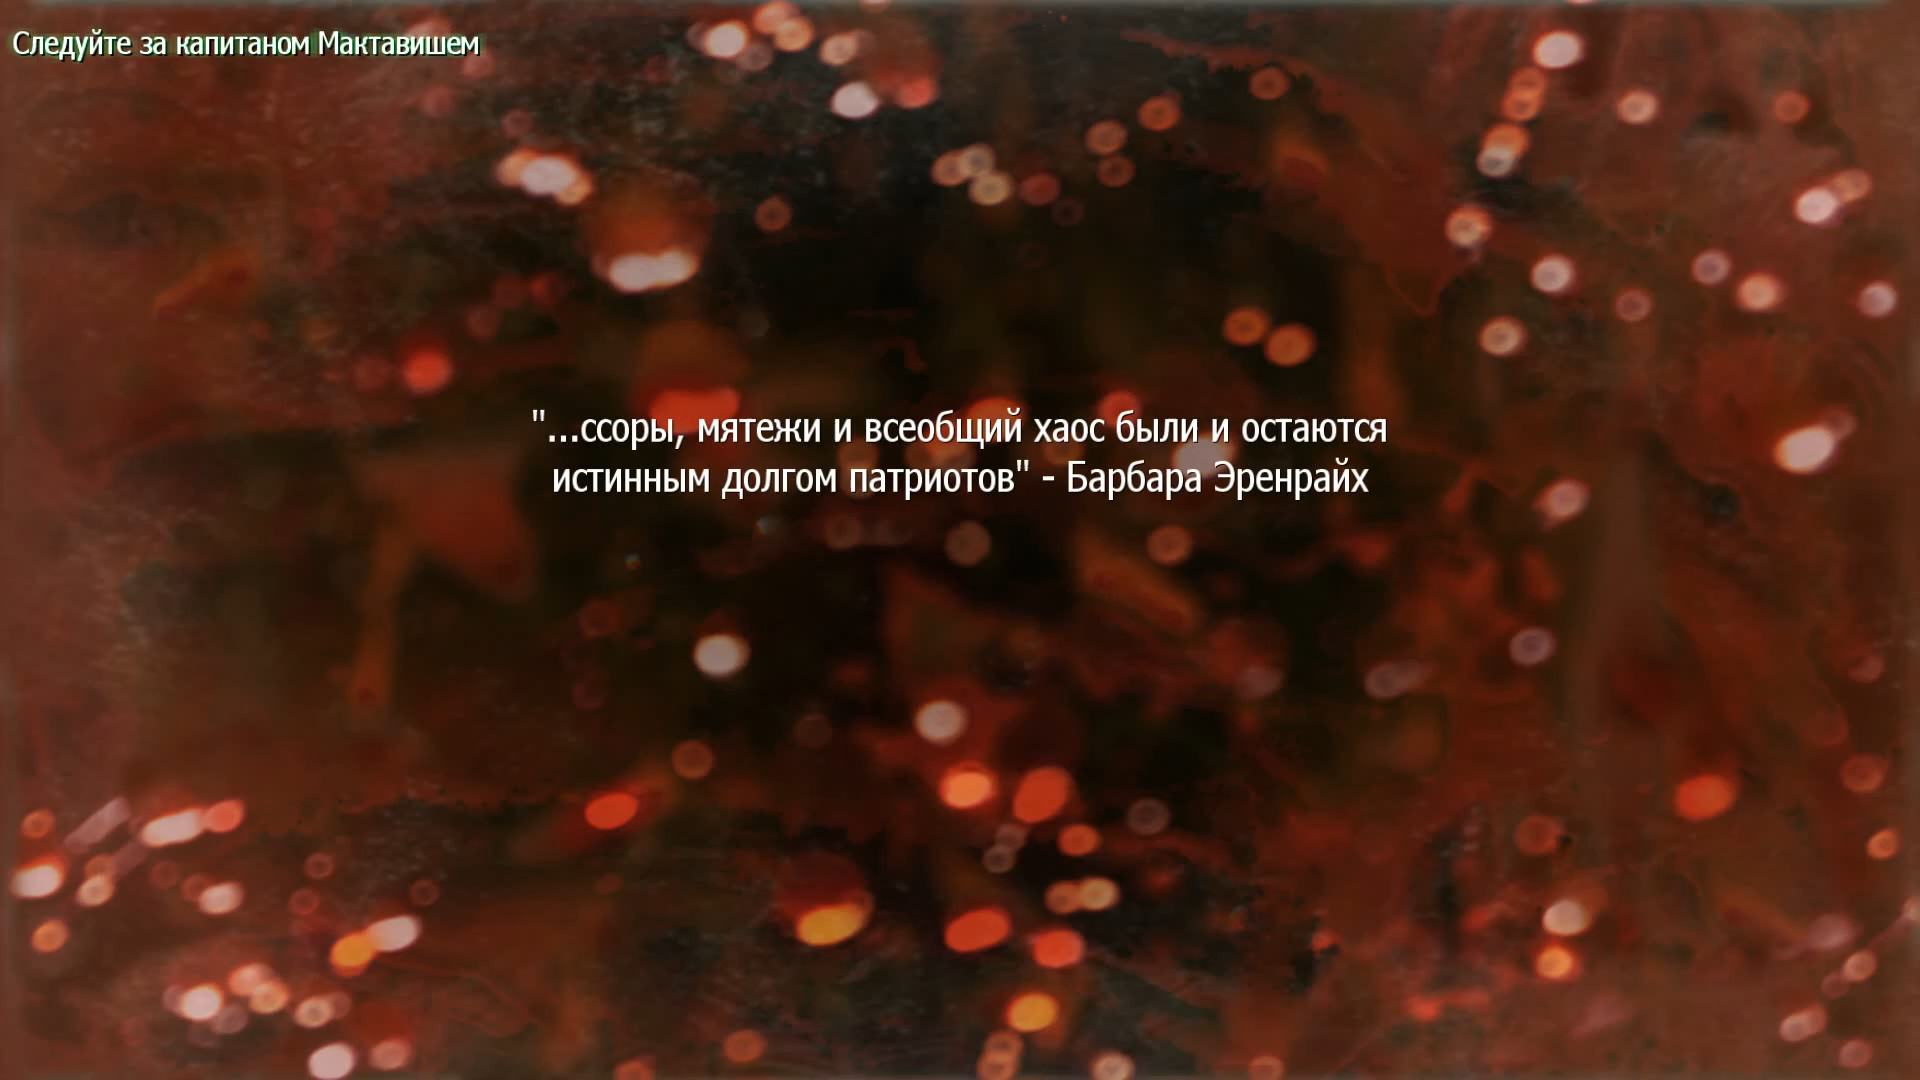 Следуйте за капитаном Мактавишем
"...ссоры, мятежи и всеобщий хаос были и остаются
истинным долгом патриотов" - Барбара Эренрайх